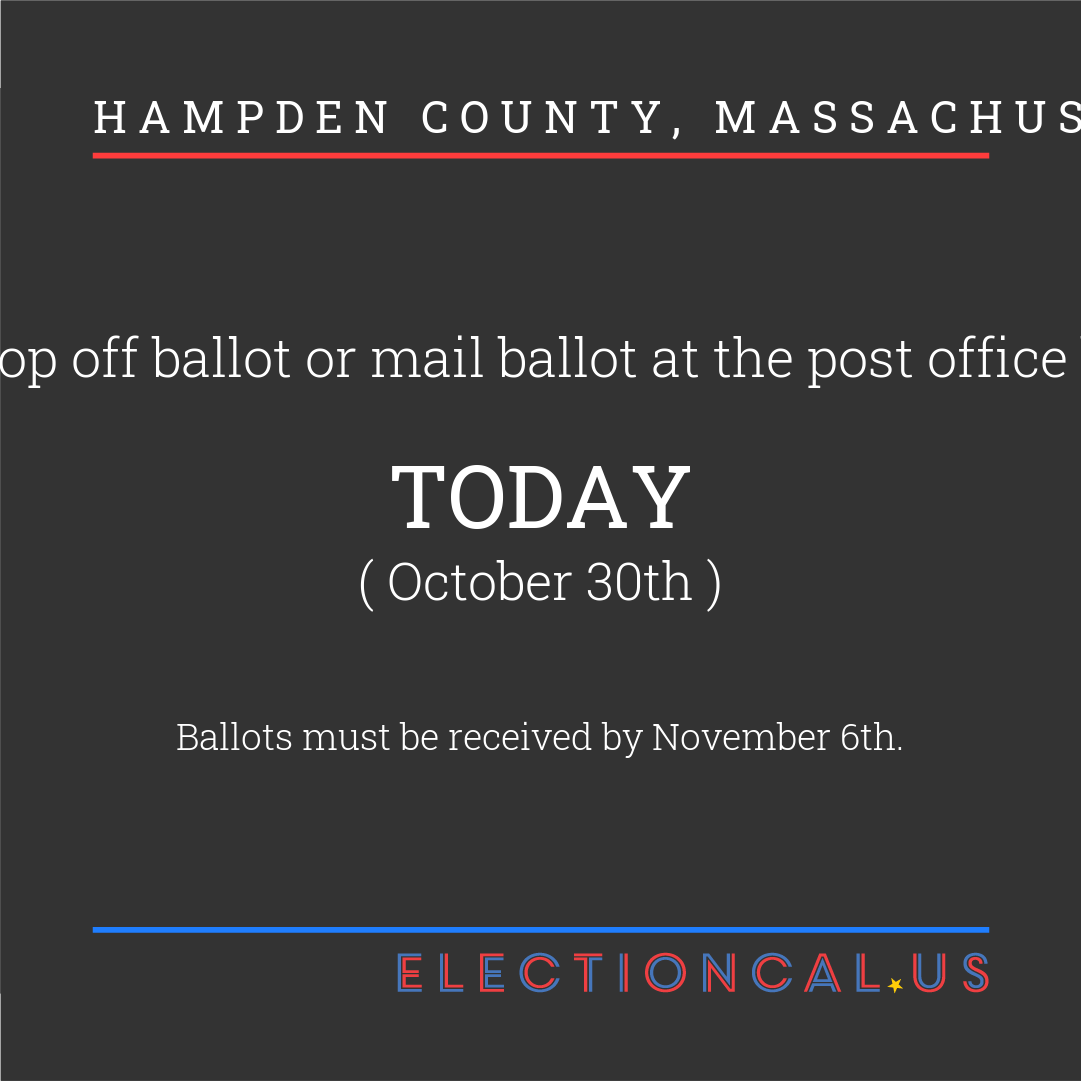 HAMPDEN COUNTY, MASSACHUS
op off ballot or mail ballot at the post office
TODAY
( October 30th )
Ballots must be received by November 6th.
ELECTIONCAL.US